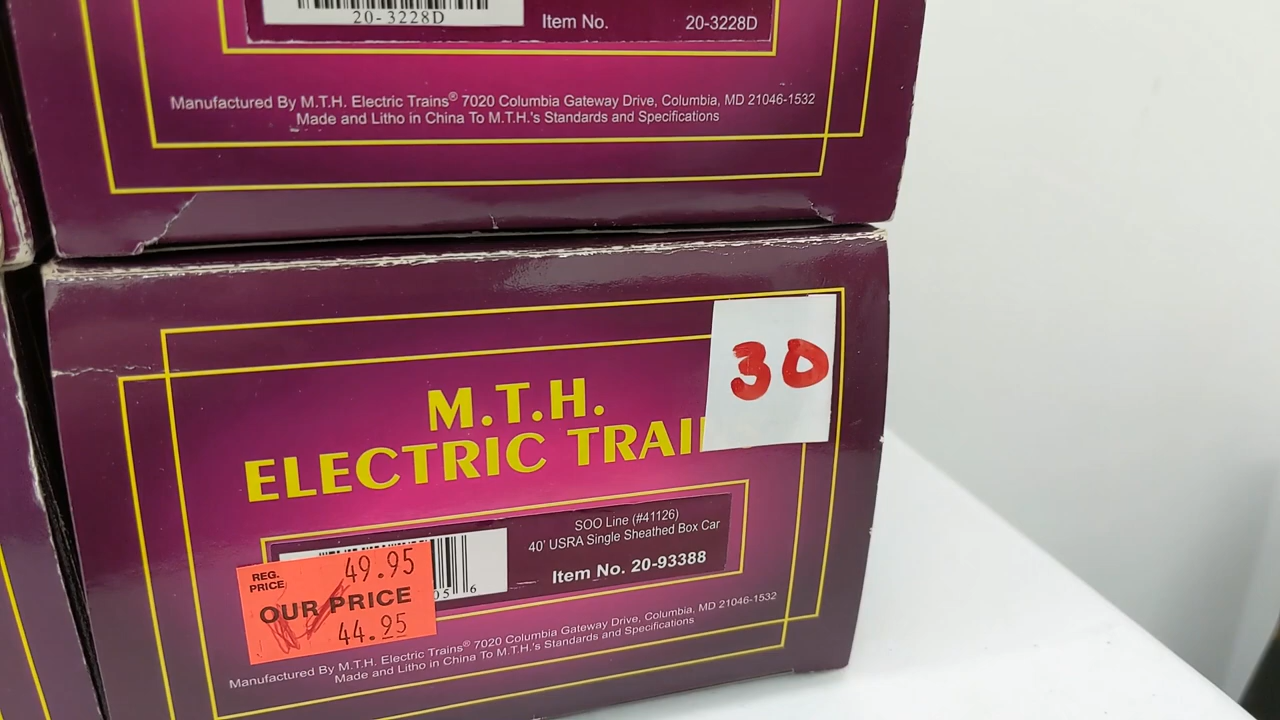 20-3228D
Item No. 20-3228D
Manufactured By M.T.H. Electric Trains® 7020 Columbia Gateway Drive, Columbia, MD 21046-1532
Made and Litho in China To M.T.H.'s Standards and Specifications
30
M.T.H.
ELECTRIC TRAI
SOO Line (#41126)
40' USRA Single Sheathed Box Car
Item No. 20-93388
05 6
REG. PRICE 49.95
OUR PRICE
44.95
Manufactured By M.T.H. Electric Trains® 7020 Columbia Gateway Drive, Columbia, MD 21046-1532
Made and Litho in China To M.T.H.'s Standards and Specifications